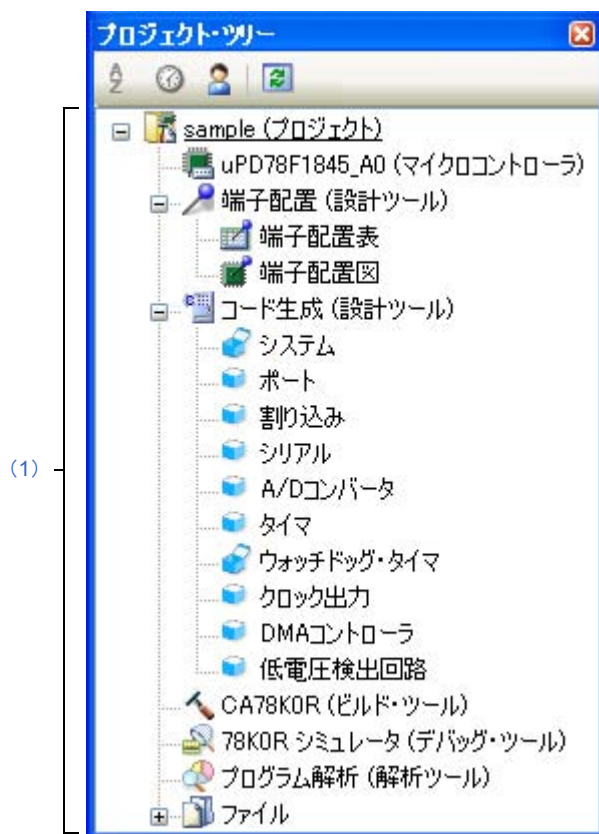 プロジェクト・ツリー
sample (プロジェクト)
uPD78F1845_A0 (マイクロコントローラ)
端子配置 (設計ツール)
端子配置表
端子配置図
コード生成 (設計ツール)
システム
ポート
割り込み
(1)
シリアル
A/Dコンバータ
タイマ
ウォッチドッグ・タイマ
クロック出力
DMAコントローラ
低電圧検出回路
CA78K0R (ビルド・ツール)
78K0R シミュレータ (デバッグ・ツール)
プログラム解析 (解析ツール)
ファイル